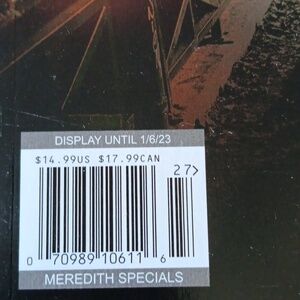 DISPLAY UNTIL 1/6/23
$14.99US $17.99CAN
27>
0 70989 10611 6
MEREDITH SPECIALS